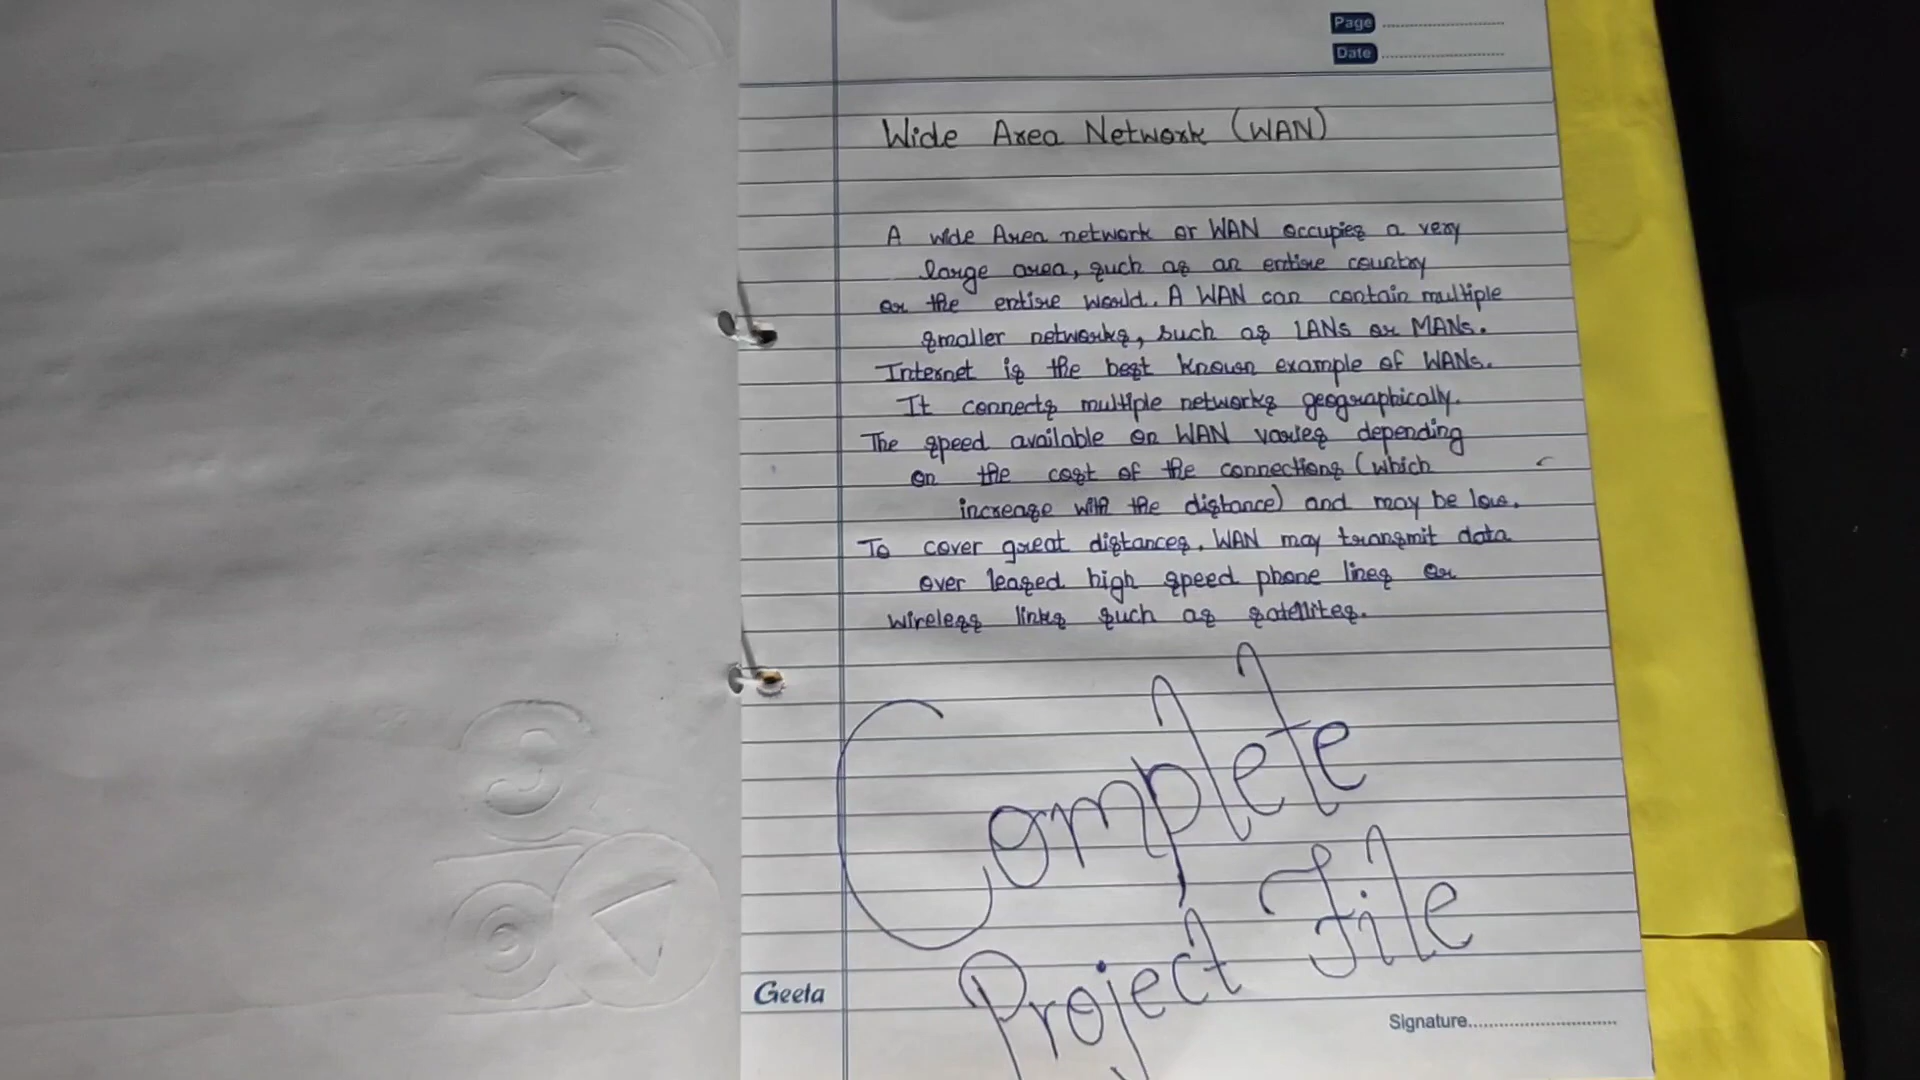 Page
Date
Wide Area Network (WAN)
A wide Area network or WAN occupies a very
large area, such as an entire country
or the entire world. A WAN can contain multiple
smaller networks, such as LANs or MANs.
Internet is the best known example of WANs.
It connects multiple networks geographically.
The speed available on WAN varies depending
on the cost of the connections (which
increase with the distance) and may be low.
To cover great distances, WAN may transmit data
over leased high speed phone lines or
wireless links such as satellites.
Complete
Project File
Geeta
Signature